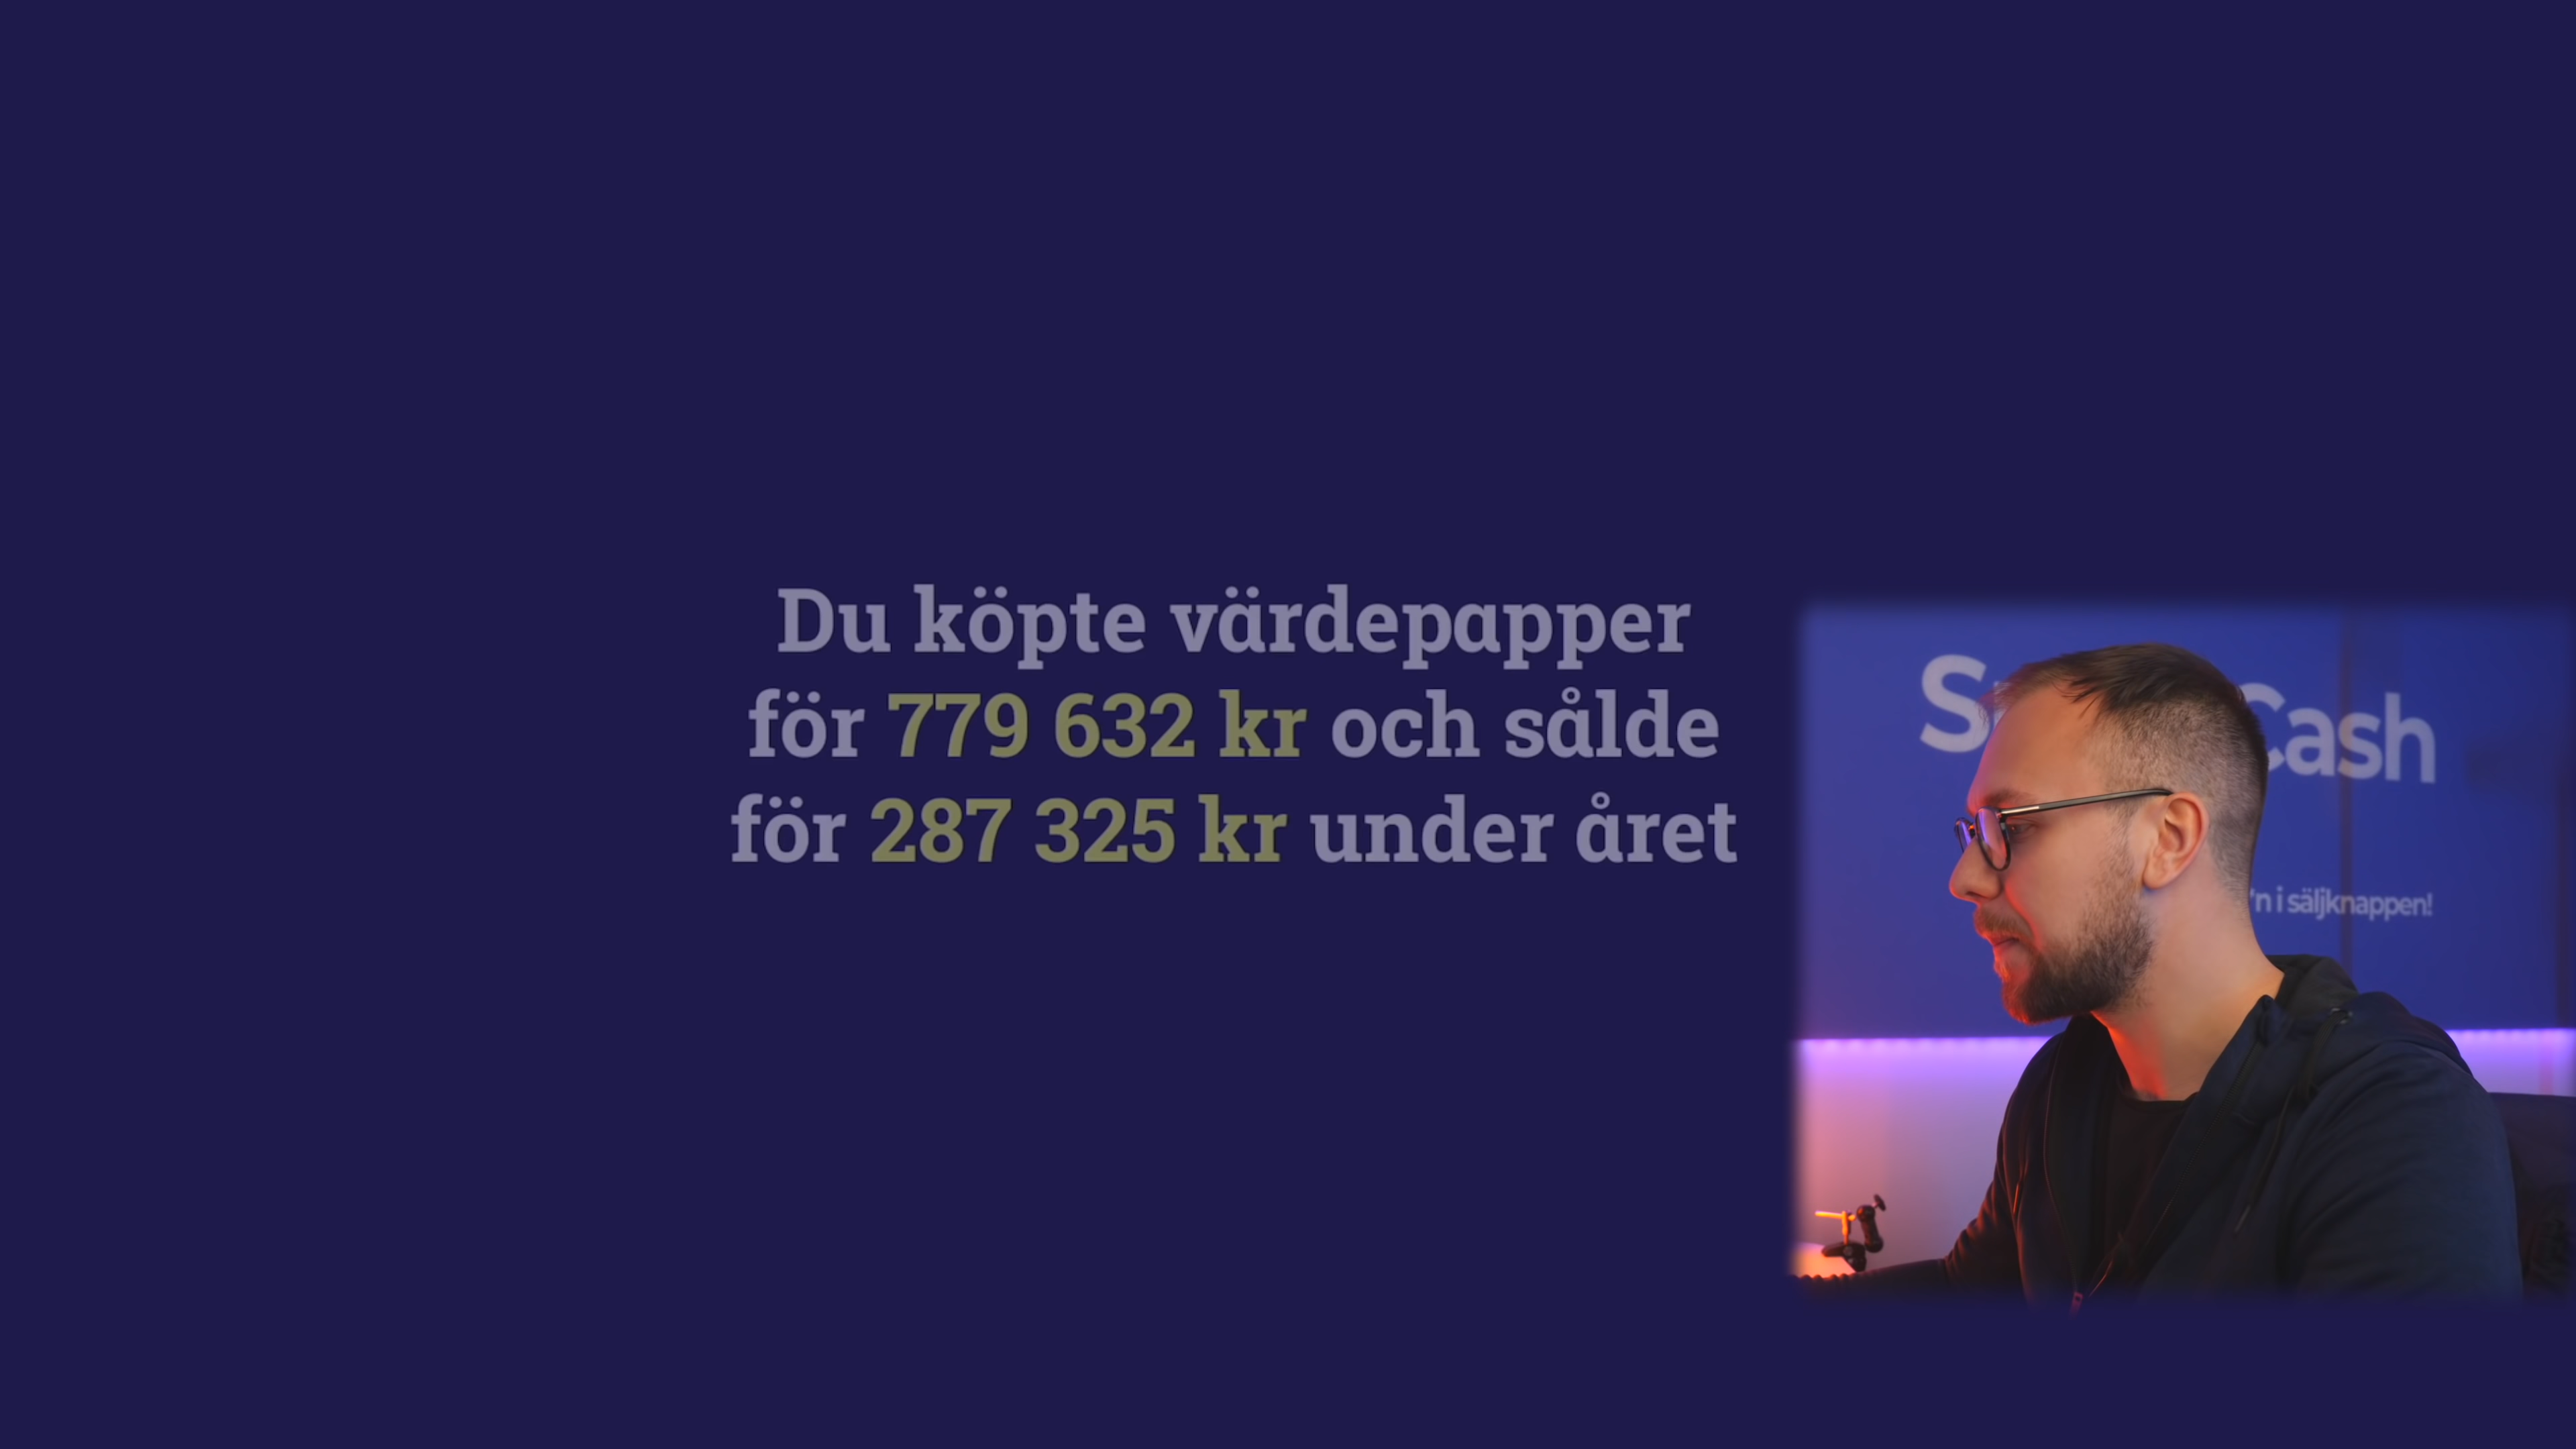 Du köpte värdepapper
för 779 632 kr och sålde
för 287 325 kr under året
Cash
i säljknappen!